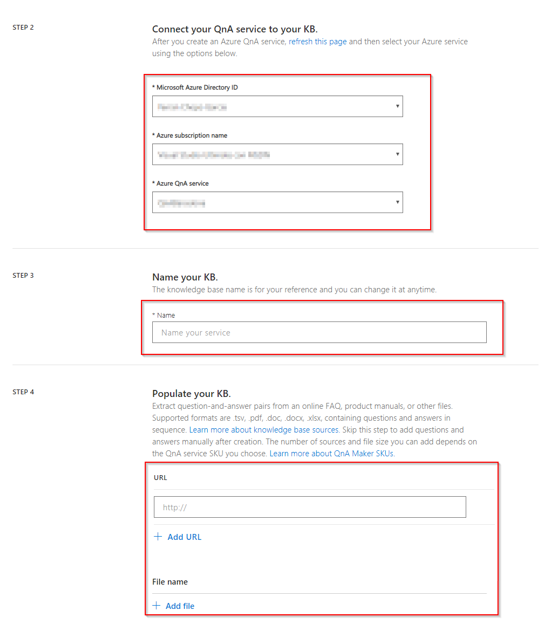 STEP 2
Connect your QnA service to your KB.
After you create an Azure QnA service, refresh this page and then select your Azure service
using the options below.
* Microsoft Azure Directory ID
* Azure subscription name
* Azure QnA service
STEP 3
Name your KB.
The knowledge base name is for your reference and you can change it at anytime.
* Name
Name your service
STEP 4
Populate your KB.
Extract question-and-answer pairs from an online FAQ, product manuals, or other files.
Supported formats are .tsv, .pdf, .doc, .docx, .xlsx, containing questions and answers in
sequence. Learn more about knowledge base sources. Skip this step to add questions and
answers manually after creation. The number of sources and file size you can add depends on
the QnA service SKU you choose. Learn more about QnA Maker SKUs.
URL
http://
+ Add URL
File name
+ Add file